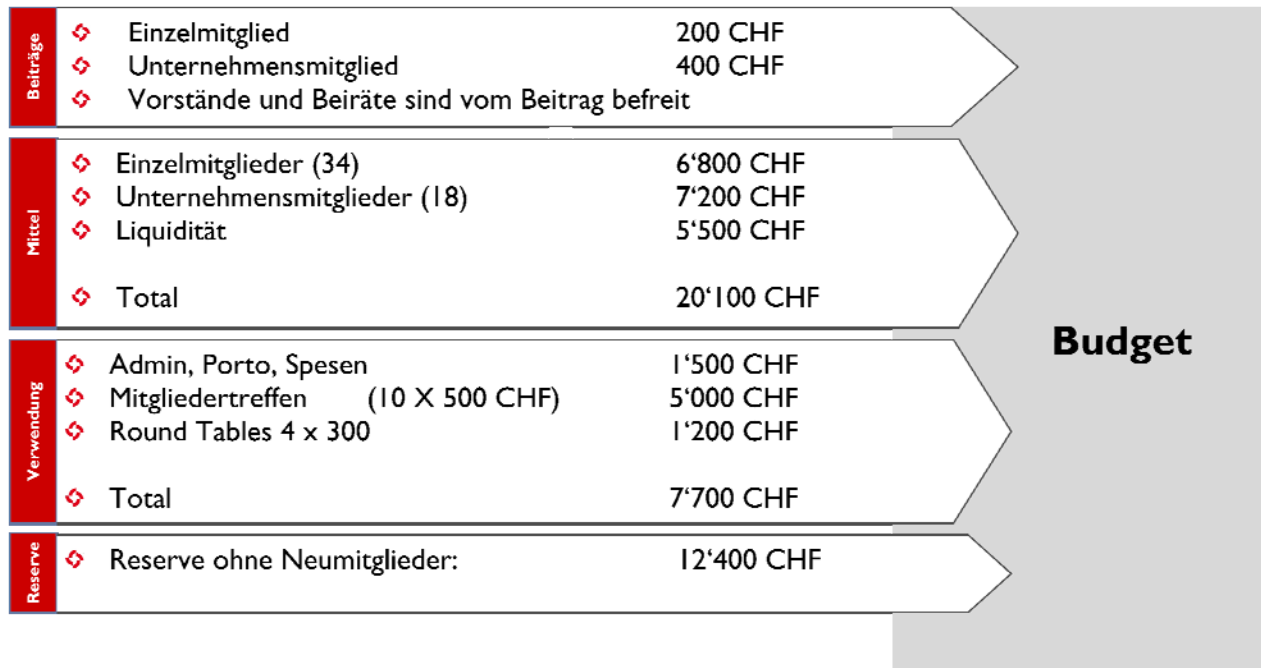 Beiträge
Einzelmitglied 200 CHF
Unternehmensmitglied 400 CHF
Vorstände und Beiräte sind vom Beitrag befreit
Mittel
Einzelmitglieder (34) 6‘800 CHF
Unternehmensmitglieder (18) 7‘200 CHF
Liquidität 5‘500 CHF
Total 20‘100 CHF
Budget
Verwendung
Admin, Porto, Spesen 1‘500 CHF
Mitgliedertreffen (10 X 500 CHF) 5‘000 CHF
Round Tables 4 x 300 1‘200 CHF
Total 7‘700 CHF
Reserve
Reserve ohne Neumitglieder: 12‘400 CHF